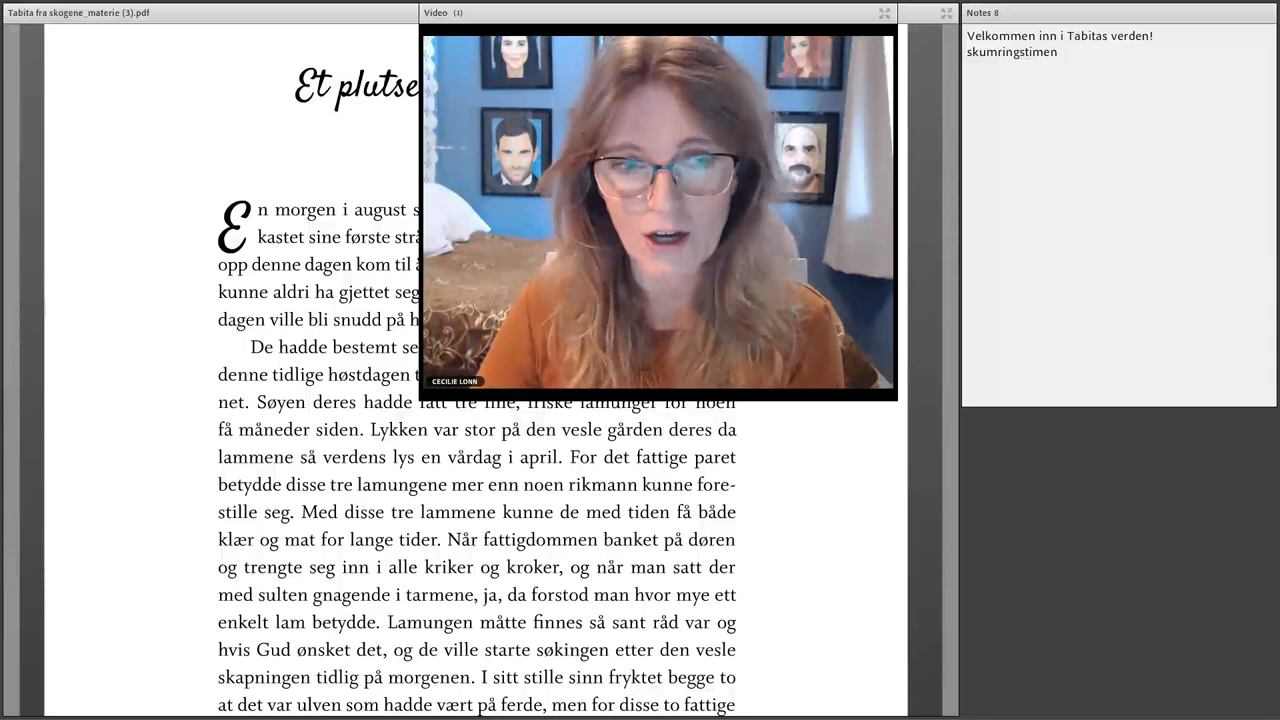 Tabita fra skogene_materie (3).pdf
Video (1)
Notes 8
Velkommen inn i Tabitas verden!
skumringstimen
Et plutse
En morgen i august s
kastet sine første strå
opp denne dagen kom til å
kunne aldri ha gjettet seg
dagen ville bli snudd på h
De hadde bestemt se
denne tidlige høstdagen t
net. Søyen deres hadde fått tre fine, friske lamunger for noen
få måneder siden. Lykken var stor på den vesle gården deres da
lammene så verdens lys en vårdag i april. For det fattige paret
betydde disse tre lamungene mer enn noen rikmann kunne fore-
stille seg. Med disse tre lammene kunne de med tiden få både
klær og mat for lange tider. Når fattigdommen banket på døren
og trengte seg inn i alle kriker og kroker, og når man satt der
med sulten gnagende i tarmene, ja, da forstod man hvor mye ett
enkelt lam betydde. Lamungen måtte finnes så sant råd var og
hvis Gud ønsket det, og de ville starte søkingen etter den vesle
skapningen tidlig på morgenen. I sitt stille sinn fryktet begge to
at det var ulven som hadde vært på ferde, men for disse to fattige
CECILIE LONN